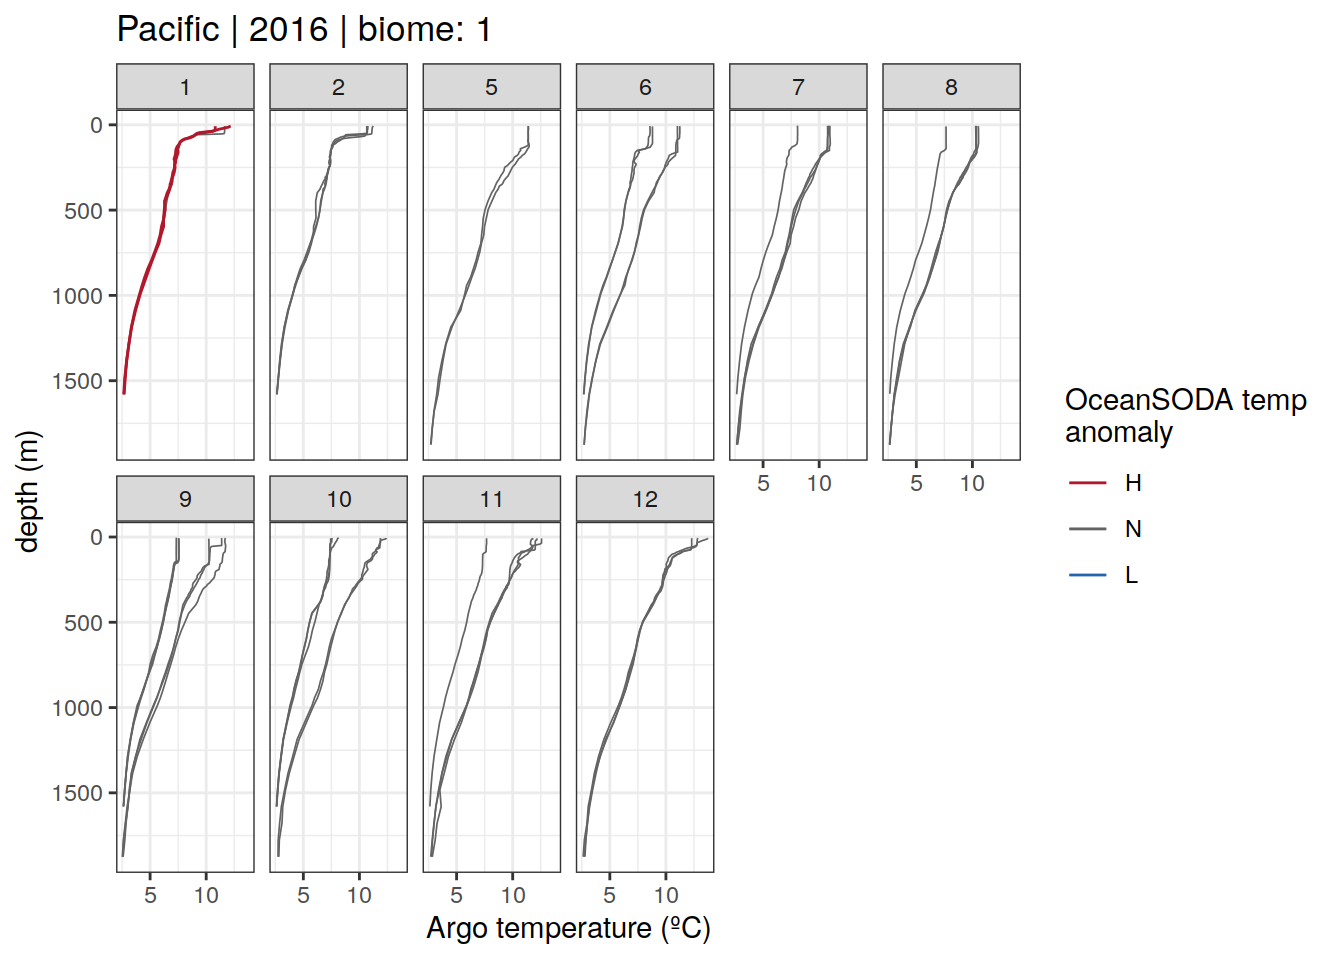 Pacific | 2016 | biome: 1
1 2 5 6 7 8
0
500
1000
1500
5 10 5 10
9 10 11 12
0
500
1000
1500
5 10 5 10 5 10 5 10
Argo temperature (ºC)
depth (m)
OceanSODA temp
anomaly
H
N
L